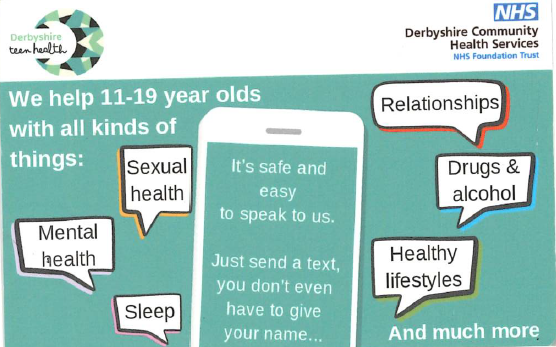 Derbyshire
teen health
NHS
Derbyshire Community
Health Services
NHS Foundation Trust
We help 11-19 year olds
with all kinds of
things:
Sexual
health
Mental
health
Sleep
It's safe and
easy
to speak to us.
Just send a text,
you don't even
have to give
your name...
Relationships
Drugs &
alcohol
Healthy
lifestyles
And much more